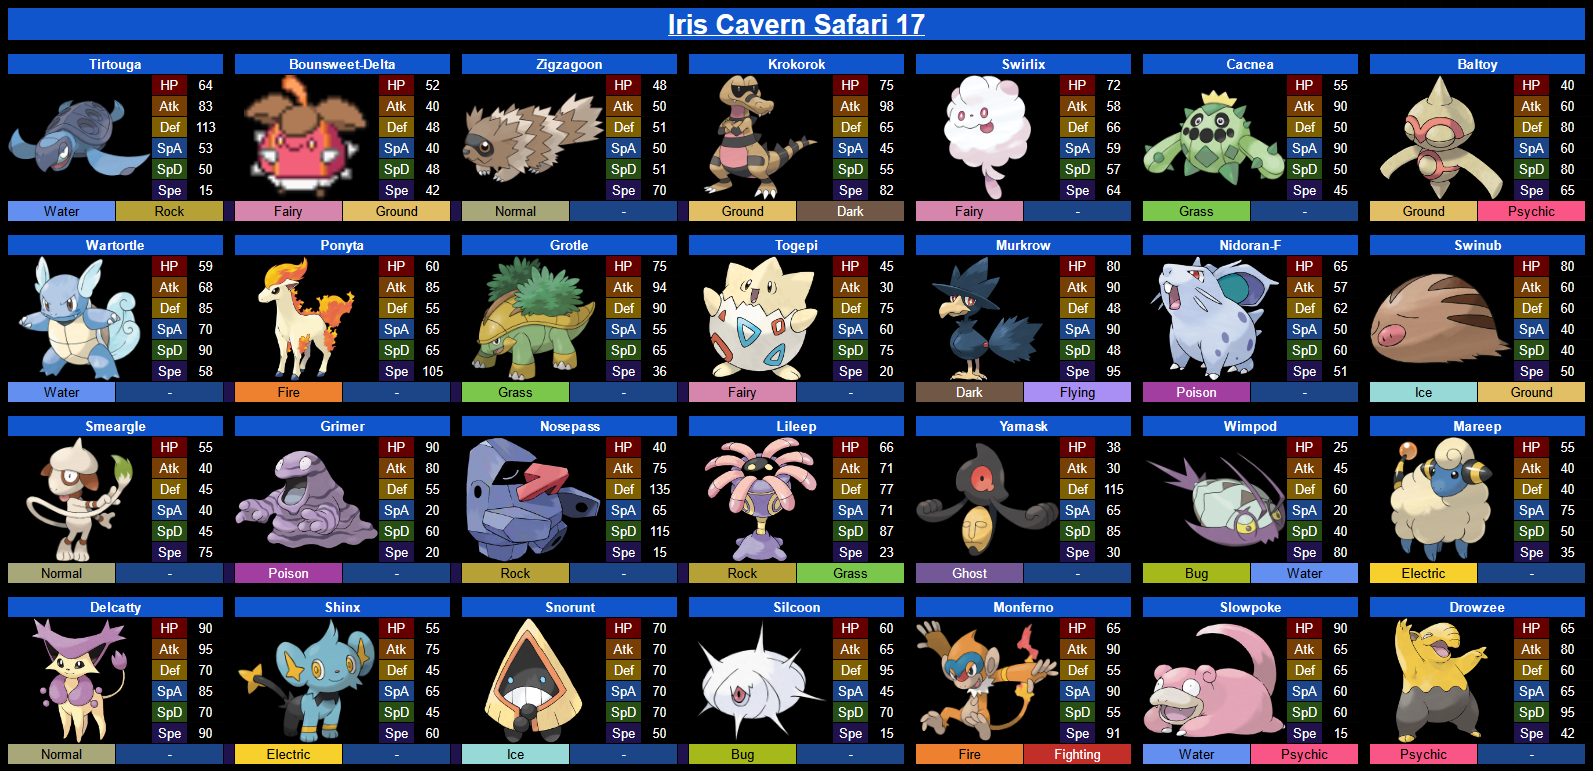 Iris Cavern Safari 17
Tirtouga Bounsweet-Delta Zigzagoon Krokorok Swirlix Cacnea Baltoy
HP 64 HP 52 HP 48 HP 75 HP 72 HP 55 HP 40
Atk 83 Atk 40 Atk 50 Atk 98 Atk 58 Atk 90 Atk 60
Def 113 Def 48 Def 51 Def 65 Def 66 Def 50 Def 80
SpA 53 SpA 40 SpA 50 SpA 45 SpA 59 SpA 90 SpA 60
SpD 50 SpD 48 SpD 51 SpD 55 SpD 57 SpD 50 SpD 80
Spe 15 Spe 42 Spe 70 Spe 82 Spe 64 Spe 45 Spe 65
Water Rock Fairy Ground Normal - Ground Dark Fairy - Grass - Ground Psychic
Wartortle Ponyta Grotle Togepi Murkrow Nidoran-F Swinub
HP 59 HP 60 HP 75 HP 45 HP 80 HP 65 HP 80
Atk 68 Atk 85 Atk 94 Atk 30 Atk 90 Atk 57 Atk 60
Def 85 Def 55 Def 90 Def 75 Def 48 Def 62 Def 60
SpA 70 SpA 65 SpA 55 SpA 60 SpA 90 SpA 50 SpA 40
SpD 90 SpD 65 SpD 65 SpD 75 SpD 48 SpD 60 SpD 40
Spe 58 Spe 105 Spe 36 Spe 20 Spe 95 Spe 51 Spe 50
Water - Fire - Grass - Fairy - Dark Flying Poison - Ice Ground
Smeargle Grimer Nosepass Lileep Yamask Wimpod Mareep
HP 55 HP 90 HP 40 HP 66 HP 38 HP 25 HP 55
Atk 40 Atk 80 Atk 75 Atk 71 Atk 30 Atk 45 Atk 40
Def 45 Def 55 Def 135 Def 77 Def 115 Def 60 Def 40
SpA 40 SpA 20 SpA 65 SpA 71 SpA 65 SpA 20 SpA 75
SpD 45 SpD 60 SpD 115 SpD 87 SpD 85 SpD 40 SpD 50
Spe 75 Spe 20 Spe 15 Spe 23 Spe 30 Spe 80 Spe 35
Normal - Poison - Rock - Rock Grass Ghost - Bug Water Electric -
Delcatty Shinx Snorunt Silcoon Monferno Slowpoke Drowzee
HP 90 HP 55 HP 70 HP 60 HP 65 HP 90 HP 65
Atk 95 Atk 75 Atk 70 Atk 65 Atk 90 Atk 65 Atk 80
Def 70 Def 45 Def 70 Def 95 Def 55 Def 65 Def 60
SpA 85 SpA 65 SpA 70 SpA 45 SpA 90 SpA 60 SpA 65
SpD 70 SpD 45 SpD 70 SpD 70 SpD 55 SpD 60 SpD 95
Spe 90 Spe 60 Spe 50 Spe 15 Spe 91 Spe 15 Spe 42
Normal - Electric - Ice - Bug - Fire Fighting Water Psychic Psychic -